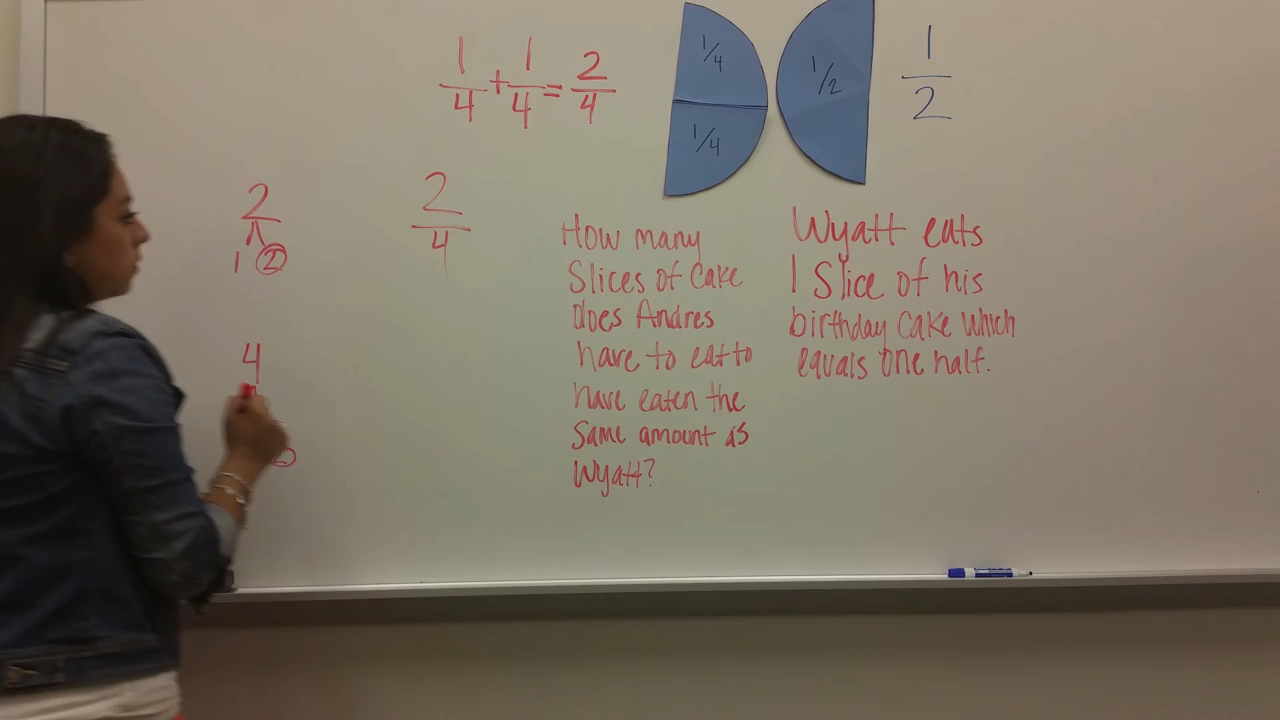 1/4 + 1/4 = 2/4
1/4
1/4
1/2
1/2
2
1 2
4
2
2/4
How many
Slices of Cake
does Andres
have to eat to
have eaten the
Same amount as
Wyatt?
Wyatt eats
1 Slice of his
birthday Cake which
equals one half.